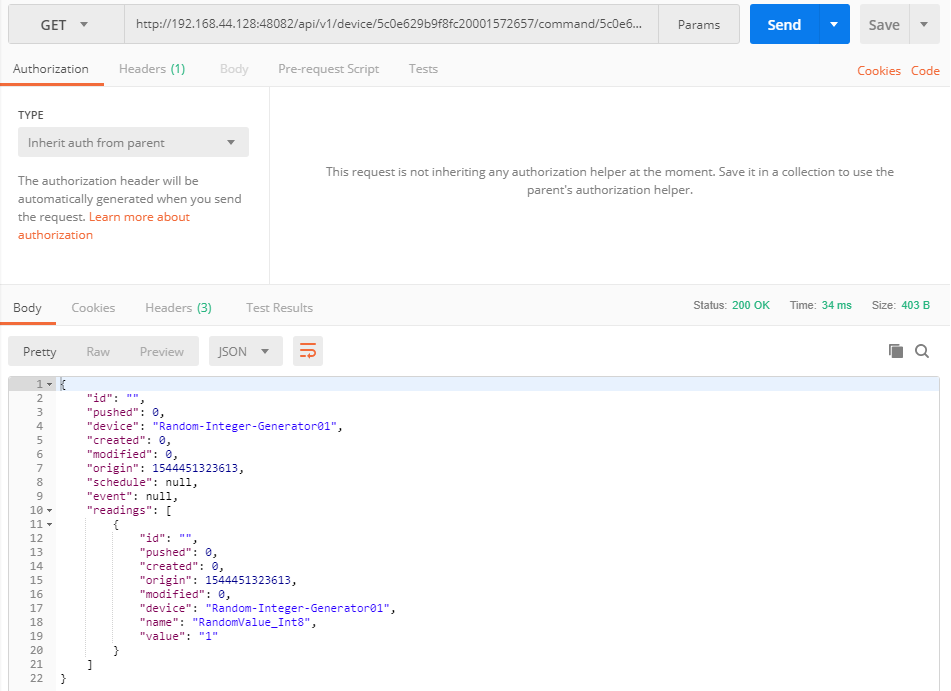 GET http://192.168.44.128:48082/api/v1/device/5c0e629b9f8fc20001572657/command/5c0e6... Params Send Save
Authorization Headers (1) Body Pre-request Script Tests Cookies Code
TYPE
Inherit auth from parent
The authorization header will be
automatically generated when you send
the request. Learn more about
authorization
This request is not inheriting any authorization helper at the moment. Save it in a collection to use the
parent's authorization helper.
Body Cookies Headers (3) Test Results Status: 200 OK Time: 34 ms Size: 403 B
Pretty Raw Preview JSON
1 {
2 "id": "",
3 "pushed": 0,
4 "device": "Random-Integer-Generator01",
5 "created": 0,
6 "modified": 0,
7 "origin": 1544451323613,
8 "schedule": null,
9 "event": null,
10 "readings": [
11 {
12 "id": "",
13 "pushed": 0,
14 "created": 0,
15 "origin": 1544451323613,
16 "modified": 0,
17 "device": "Random-Integer-Generator01",
18 "name": "RandomValue_Int8",
19 "value": "1"
20 }
21 ]
22 }